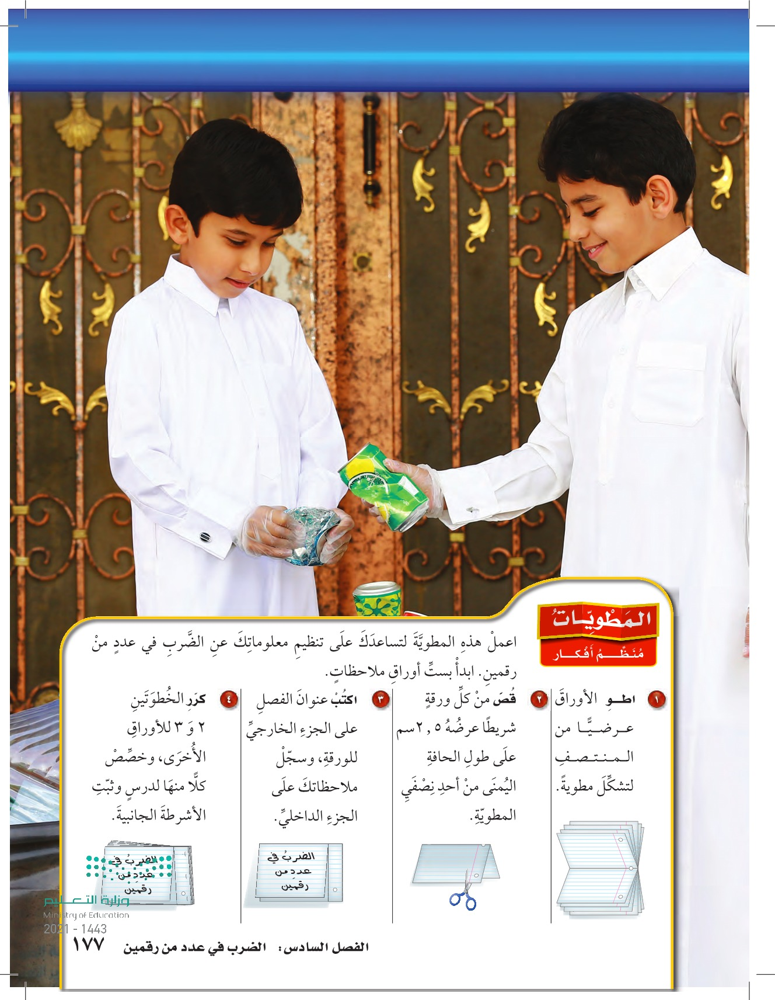 المَطْويّاتُ
مُنَظِّمُ أَفْكار
اعملْ هذهِ المطويَّةَ لتساعدَكَ علَى تنظيمِ معلوماتِكَ عنِ الضَّربِ في عددٍ منْ
رقمينِ. ابدأْ بستِّ أوراقِ ملاحظاتٍ.
١ اطوِ الأوراقَ
عرضيًّا من
المنتصفِ
لتشكِّلَ مطويةً.
٢ قُصَّ منْ كلِّ ورقةٍ
شريطًا عرضُهُ ٢,٥سم
علَى طولِ الحافةِ
اليُمنَى منْ أحدِ نِصْفَيِ
المطويّةِ.
٣ اكتُبْ عنوانَ الفصلِ
على الجزءِ الخارجيِّ
للورقةِ، وسجّلْ
ملاحظاتكَ علَى
الجزءِ الداخليِّ.
٤ كرّرِ الخُطوَتَينِ
٢ وَ ٣ للأوراقِ
الأُخرَى، وخصِّصْ
كلًّا منهَا لدرسٍ وثبّتِ
الأشرطةَ الجانبيةَ.
الضربُ في
عددٍ من
رقمين
الضربُ في
عددٍ من
رقمين
وزارة التعليم
Ministry of Education
2021 - 1443
الفصل السادس: الضرب في عدد من رقمين ١٧٧